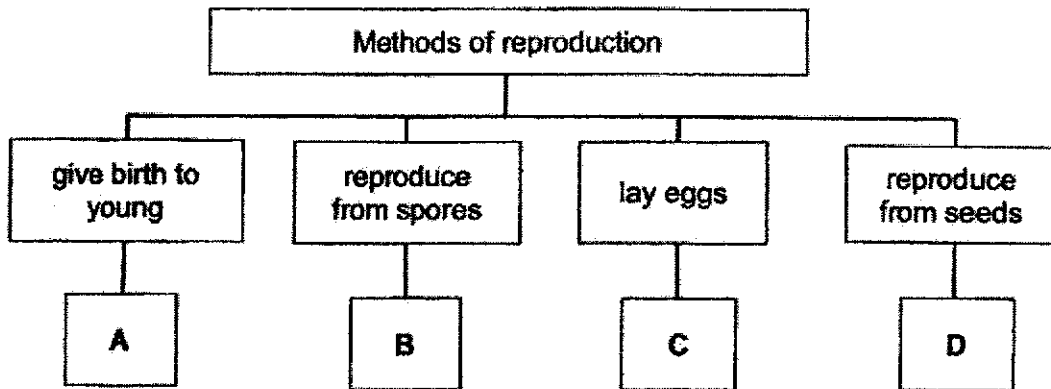 Methods of reproduction
give birth to
young
reproduce
from spores
lay eggs
reproduce
from seeds
A
B
C
D